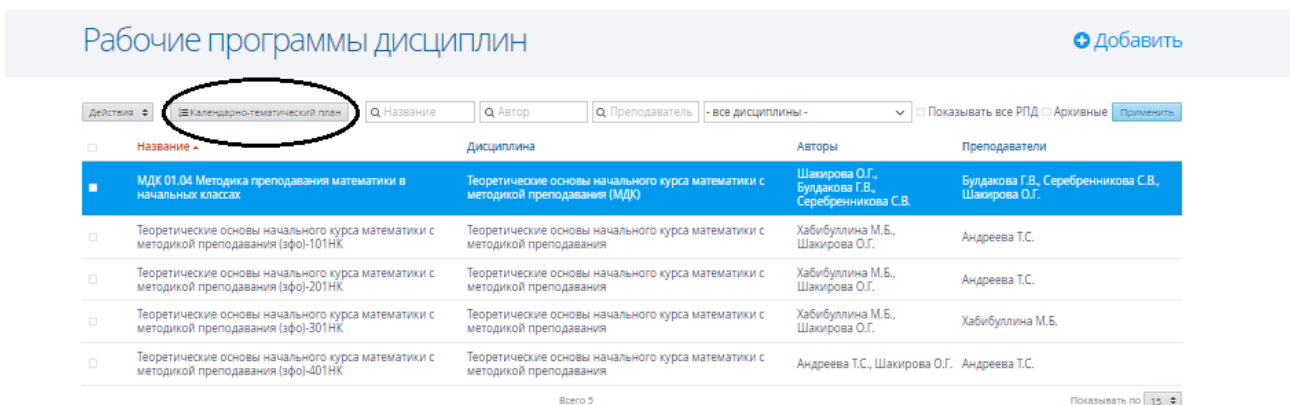 Рабочие программы дисциплин
Добавить
Действия
Календарно-тематический план
Название
Автор
Преподаватель
- все дисциплины -
Показывать все РПД
Архивные
Применить
Название
Дисциплина
Авторы
Преподаватели
МДК 01.04 Методика преподавания математики в
начальных классах
Теоретические основы начального курса математики с
методикой преподавания (МДК)
Шакирова О.Г.,
Булдакова Г.В.,
Серебренникова С.В.
Булдакова Г.В., Серебренникова С.В.,
Шакирова О.Г.
Теоретические основы начального курса математики с
методикой преподавания (зфо)-101НК
Теоретические основы начального курса математики с
методикой преподавания
Хабибуллина М.Б.,
Шакирова О.Г.
Андреева Т.С.
Теоретические основы начального курса математики с
методикой преподавания (зфо)-201НК
Теоретические основы начального курса математики с
методикой преподавания
Хабибуллина М.Б.,
Шакирова О.Г.
Андреева Т.С.
Теоретические основы начального курса математики с
методикой преподавания (зфо)-301НК
Теоретические основы начального курса математики с
методикой преподавания
Хабибуллина М.Б.,
Шакирова О.Г.
Хабибуллина М.Б.
Теоретические основы начального курса математики с
методикой преподавания (зфо)-401НК
Теоретические основы начального курса математики с
методикой преподавания
Андреева Т.С., Шакирова О.Г.
Андреева Т.С.
Всего 5
Показывать по 15